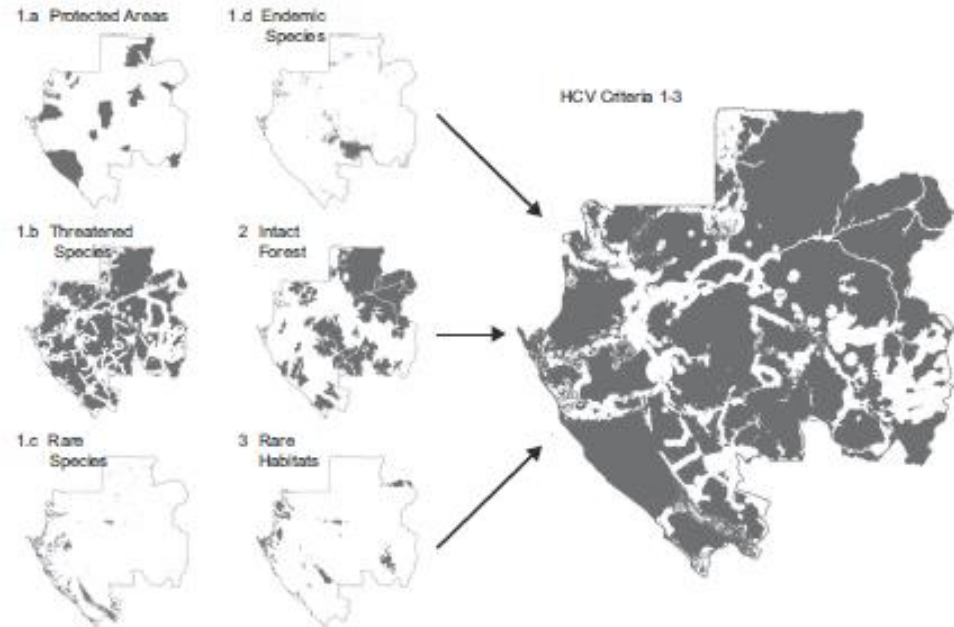 1.a Protected Areas
1.d Endemic
Species
HCV Criteria 1-3
1.b Threatened
Species
2 Intact
Forest
1.c Rare
Species
3 Rare
Habitats